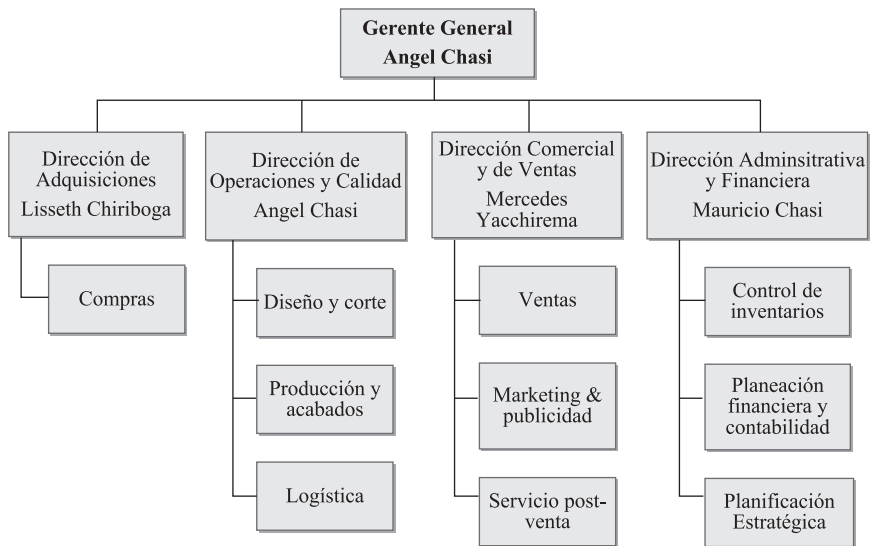 Gerente General
Angel Chasi
Dirección de
Adquisiciones
Lisseth Chiriboga
Dirección de
Operaciones y Calidad
Angel Chasi
Dirección Comercial
y de Ventas
Mercedes
Yacchirema
Dirección Adminsitrativa
y Financiera
Mauricio Chasi
Compras
Diseño y corte
Producción y
acabados
Logística
Ventas
Marketing &
publicidad
Servicio post-
venta
Control de
inventarios
Planeación
financiera y
contabilidad
Planificación
Estratégica